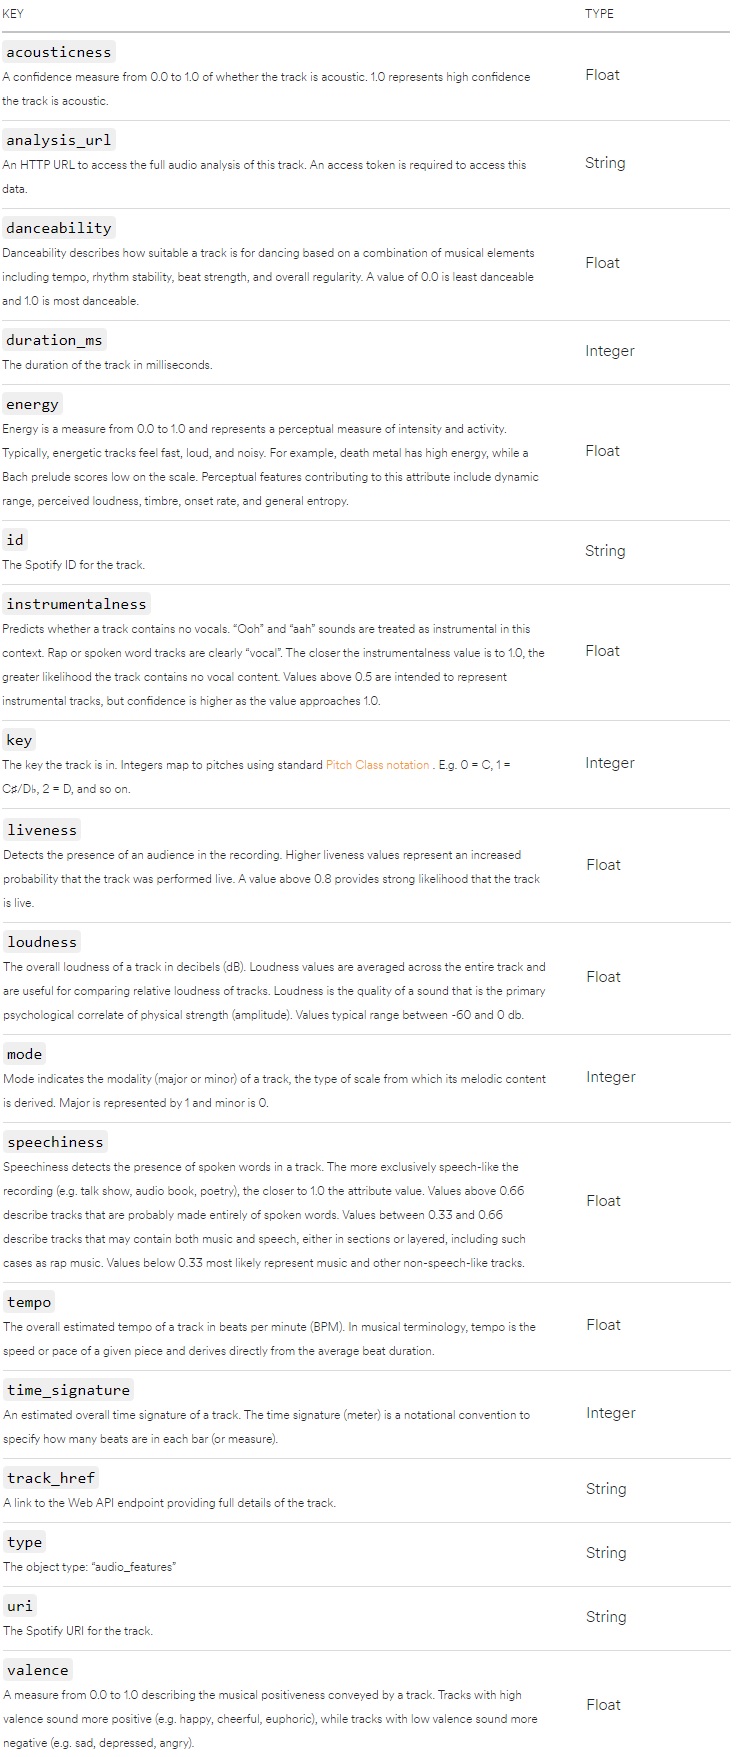 KEY TYPE
acousticness
A confidence measure from 0.0 to 1.0 of whether the track is acoustic. 1.0 represents high confidence
the track is acoustic.
Float
analysis_url
An HTTP URL to access the full audio analysis of this track. An access token is required to access this
data.
String
danceability
Danceability describes how suitable a track is for dancing based on a combination of musical elements
including tempo, rhythm stability, beat strength, and overall regularity. A value of 0.0 is least danceable
and 1.0 is most danceable.
Float
duration_ms
The duration of the track in milliseconds.
Integer
energy
Energy is a measure from 0.0 to 1.0 and represents a perceptual measure of intensity and activity.
Typically, energetic tracks feel fast, loud, and noisy. For example, death metal has high energy, while a
Bach prelude scores low on the scale. Perceptual features contributing to this attribute include dynamic
range, perceived loudness, timbre, onset rate, and general entropy.
Float
id
The Spotify ID for the track.
String
instrumentalness
Predicts whether a track contains no vocals. “Ooh” and “aah” sounds are treated as instrumental in this
context. Rap or spoken word tracks are clearly “vocal”. The closer the instrumentalness value is to 1.0, the
greater likelihood the track contains no vocal content. Values above 0.5 are intended to represent
instrumental tracks, but confidence is higher as the value approaches 1.0.
Float
key
The key the track is in. Integers map to pitches using standard Pitch Class notation . E.g. 0 = C, 1 =
C♯/D♭, 2 = D, and so on.
Integer
liveness
Detects the presence of an audience in the recording. Higher liveness values represent an increased
probability that the track was performed live. A value above 0.8 provides strong likelihood that the track
is live.
Float
loudness
The overall loudness of a track in decibels (dB). Loudness values are averaged across the entire track and
are useful for comparing relative loudness of tracks. Loudness is the quality of a sound that is the primary
psychological correlate of physical strength (amplitude). Values typical range between -60 and 0 db.
Float
mode
Mode indicates the modality (major or minor) of a track, the type of scale from which its melodic content
is derived. Major is represented by 1 and minor is 0.
Integer
speechiness
Speechiness detects the presence of spoken words in a track. The more exclusively speech-like the
recording (e.g. talk show, audio book, poetry), the closer to 1.0 the attribute value. Values above 0.66
describe tracks that are probably made entirely of spoken words. Values between 0.33 and 0.66
describe tracks that may contain both music and speech, either in sections or layered, including such
cases as rap music. Values below 0.33 most likely represent music and other non-speech-like tracks.
Float
tempo
The overall estimated tempo of a track in beats per minute (BPM). In musical terminology, tempo is the
speed or pace of a given piece and derives directly from the average beat duration.
Float
time_signature
An estimated overall time signature of a track. The time signature (meter) is a notational convention to
specify how many beats are in each bar (or measure).
Integer
track_href
A link to the Web API endpoint providing full details of the track.
String
type
The object type: “audio_features”
String
uri
The Spotify URI for the track.
String
valence
A measure from 0.0 to 1.0 describing the musical positiveness conveyed by a track. Tracks with high
valence sound more positive (e.g. happy, cheerful, euphoric), while tracks with low valence sound more
negative (e.g. sad, depressed, angry).
Float